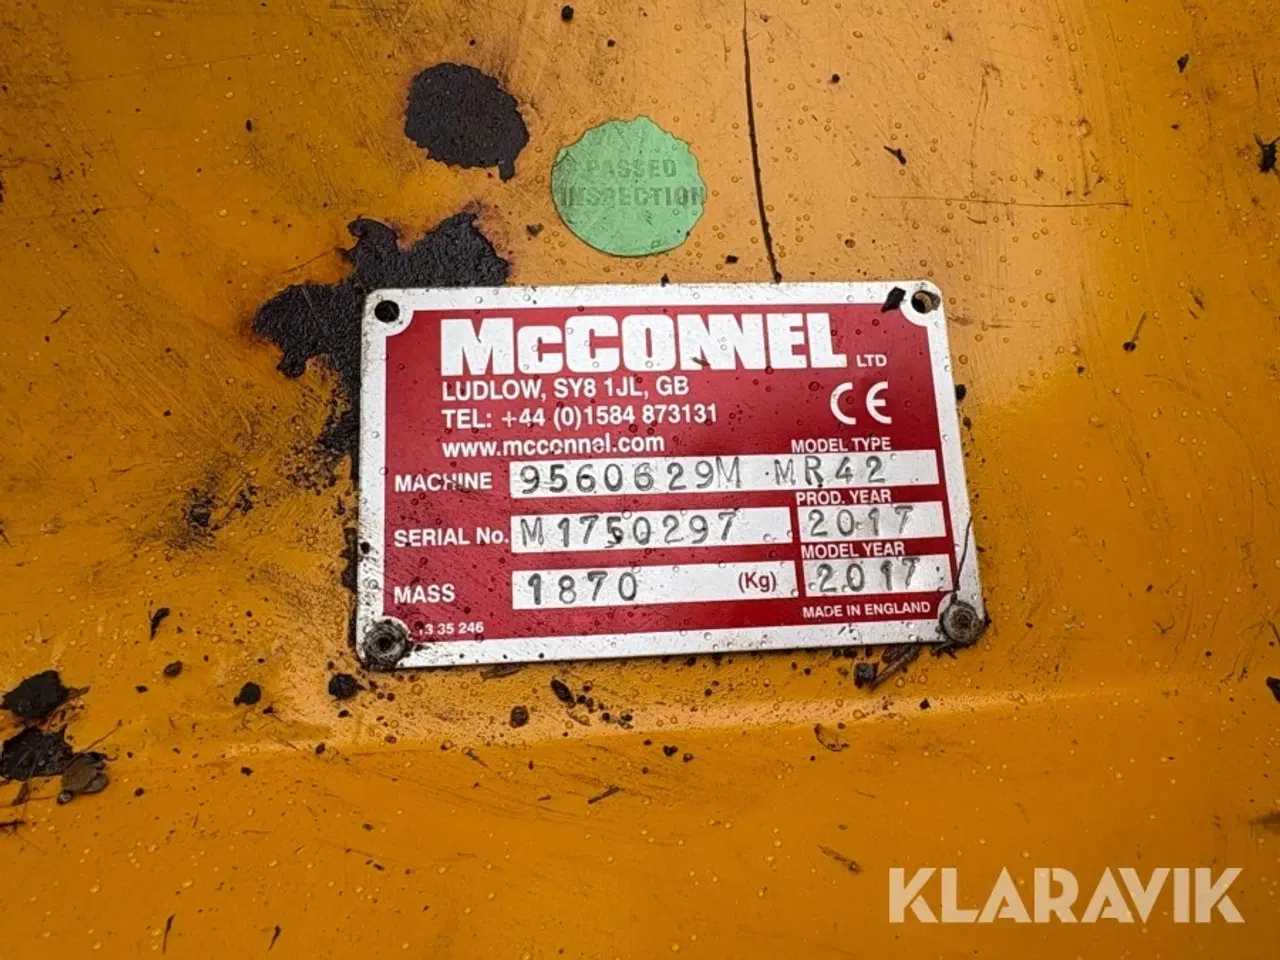 PASSED
INSPECTION
McCONNEL LTD
LUDLOW, SY8 1JL, GB
TEL: +44 (0)1584 873131
CE
www.mcconnel.com
MODEL TYPE
MACHINE 9560629M MR42
PROD. YEAR
SERIAL No. M1750297 2017
MODEL YEAR
MASS 1870 (Kg) 2017
13 35 246
MADE IN ENGLAND
KLARAVIK